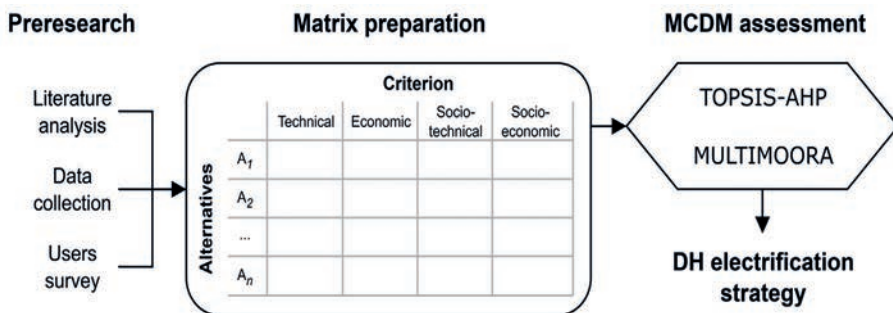 Preresearch
Matrix preparation
MCDM assessment
Literature
analysis
Data
collection
Users
survey
Criterion
Technical
Economic
Socio-
technical
Socio-
economic
Alternatives
A1
A2
...
An
TOPSIS-AHP
MULTIMOORA
DH electrification
strategy